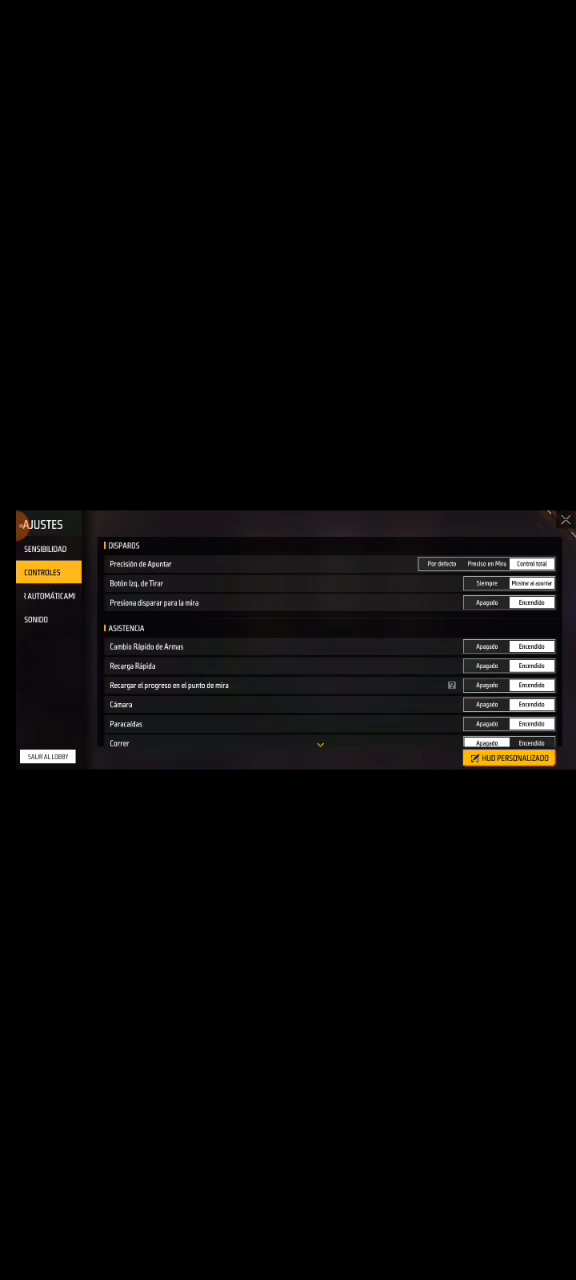 AJUSTES
SENSIBILIDAD
CONTROLES
AUTOMÁTICAM
SONIDO
SALIR AL LOBBY
DISPAROS
Precisión de Apuntar Por defecto Preciso en Mira Control total
Botón Izq. de Tirar Siempre Mostrar al apuntar
Presiona disparar para la mira Apagado Encendido
ASISTENCIA
Cambio Rápido de Armas Apagado Encendido
Recarga Rápida Apagado Encendido
Recargar el progreso en el punto de mira ? Apagado Encendido
Cámara Apagado Encendido
Paracaídas Apagado Encendido
Correr Apagado Encendido
HUD PERSONALIZADO